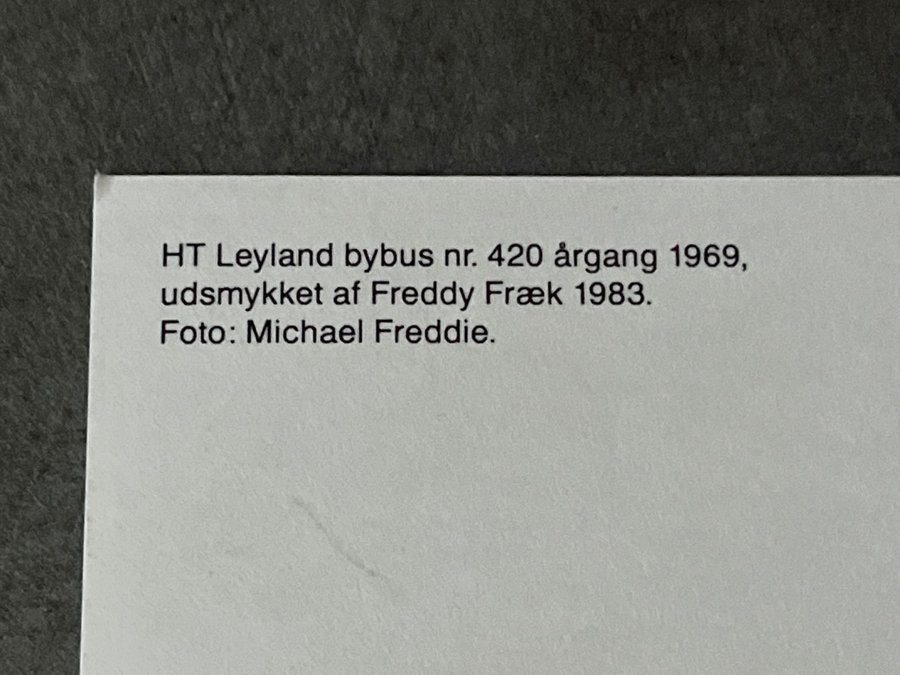 HT Leyland bybus nr. 420 årgang 1969,
udsmykket af Freddy Fræk 1983.
Foto: Michael Freddie.